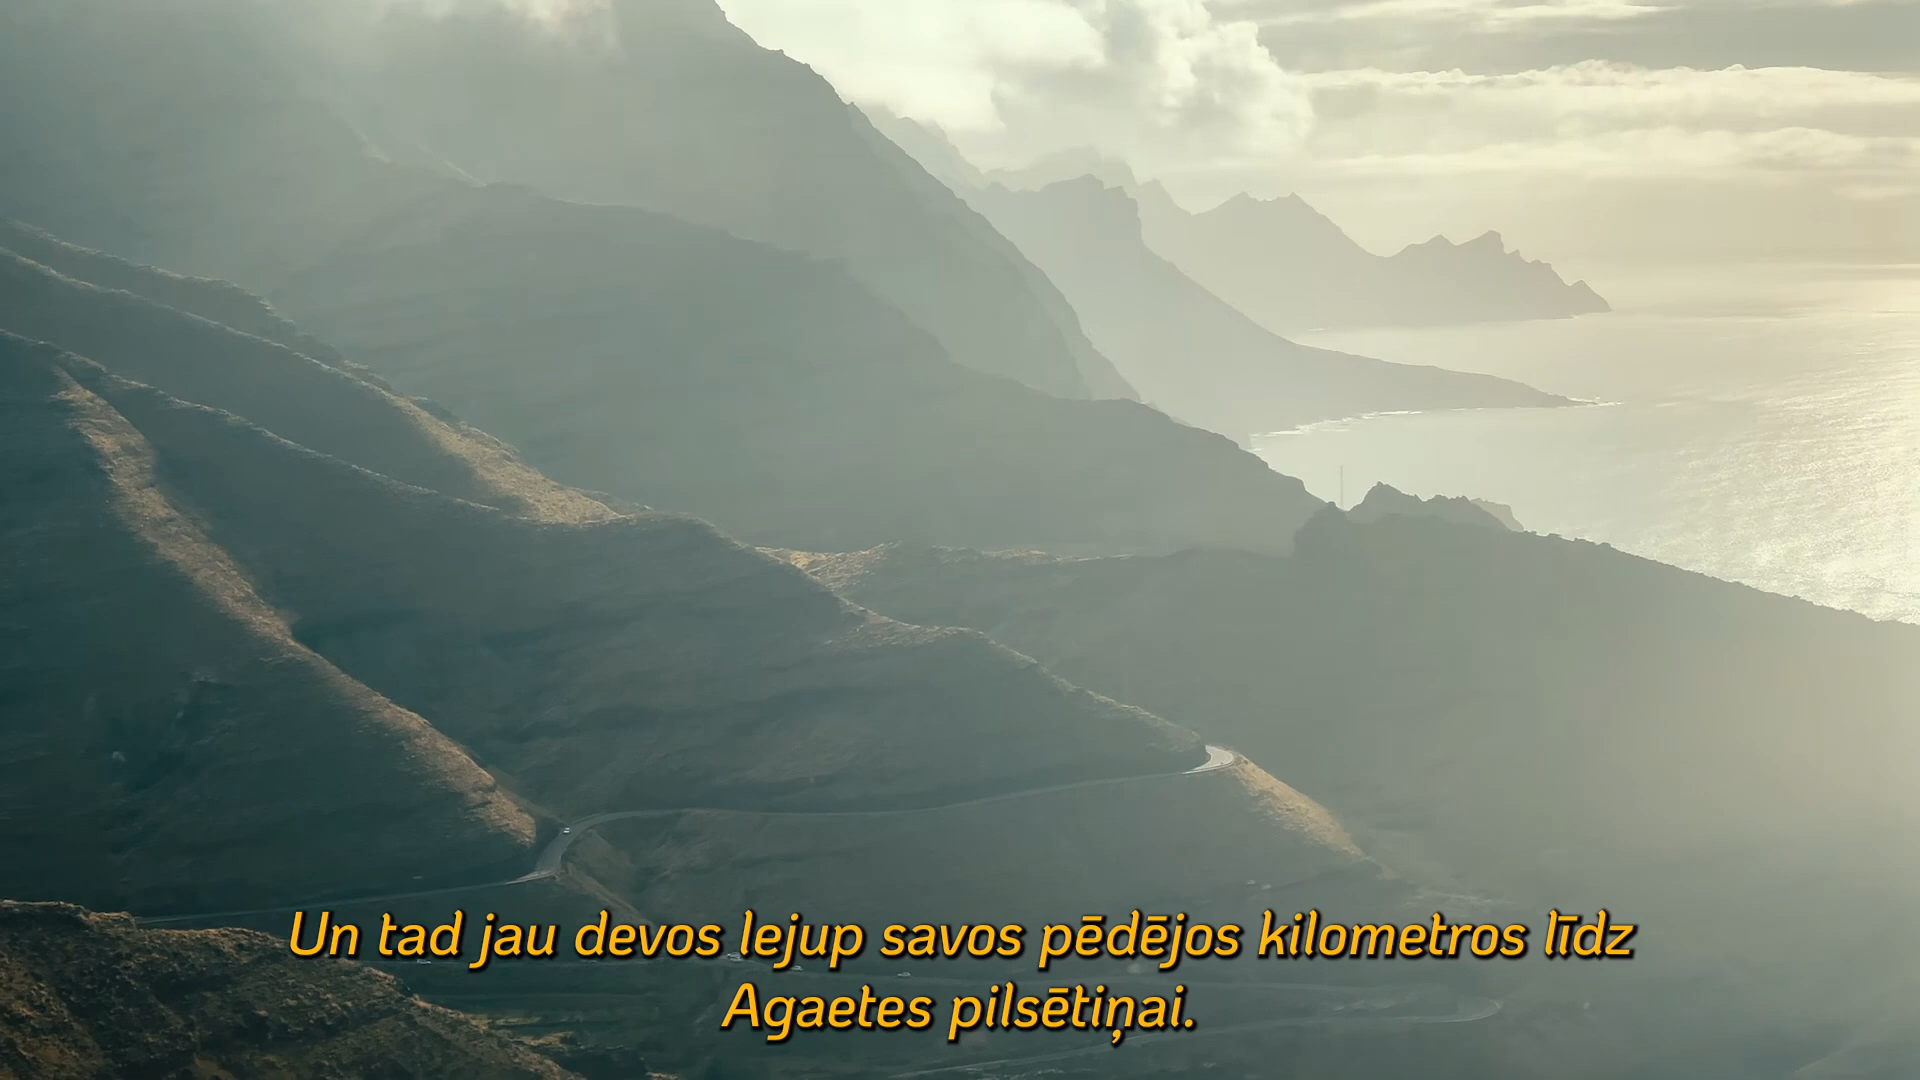 Un tad jau devos lejup savos pēdējos kilometros līdz
Agaetes pilsētiņai.